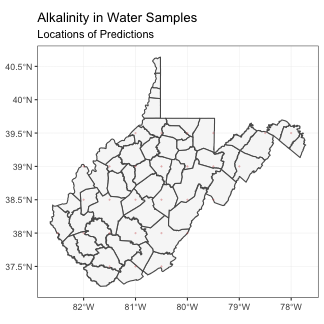 Alkalinity in Water Samples
Locations of Predictions
40.5°N
40°N
39.5°N
39°N
38.5°N
38°N
37.5°N
82°W 81°W 80°W 79°W 78°W